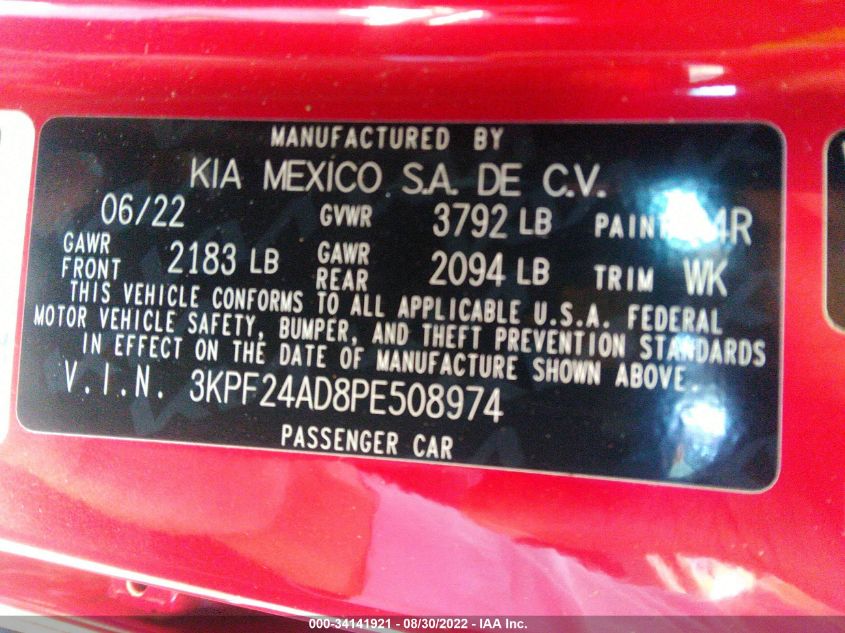 MANUFACTURED BY
KIA MEXICO S.A. DE C.V.
06/22 GVWR 3792 LB PAINT 4R
GAWR FRONT 2183 LB GAWR REAR 2094 LB TRIM WK
THIS VEHICLE CONFORMS TO ALL APPLICABLE U.S.A. FEDERAL
MOTOR VEHICLE SAFETY, BUMPER, AND THEFT PREVENTION STANDARDS
IN EFFECT ON THE DATE OF MANUFACTURE SHOWN ABOVE.
V.I.N. 3KPF24AD8PE508974
PASSENGER CAR
000-34141921 - 08/30/2022 - IAA Inc.